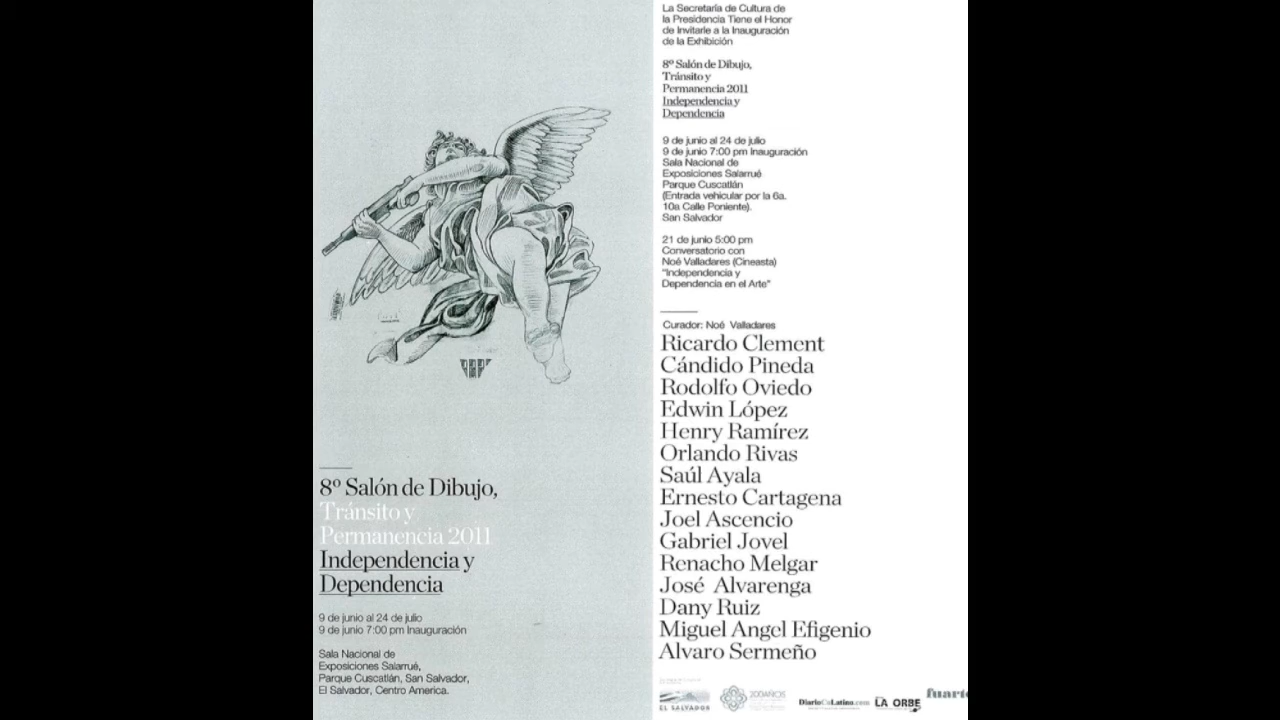 8º Salón de Dibujo,
Tránsito y
Permanencia 2011
Independencia y
Dependencia
9 de junio al 24 de julio
9 de junio 7:00 pm Inauguración
Sala Nacional de
Exposiciones Salarrué,
Parque Cuscatlán, San Salvador,
El Salvador, Centro America.
La Secretaría de Cultura de
la Presidencia Tiene el Honor
de Invitarle a la Inauguración
de la Exhibición
8º Salón de Dibujo,
Tránsito y
Permanencia 2011
Independencia y
Dependencia
9 de junio al 24 de julio
9 de junio 7:00 pm Inauguración
Sala Nacional de
Exposiciones Salarrué
Parque Cuscatlán
(Entrada vehicular por la 6a.
10a Calle Poniente).
San Salvador
21 de junio 5:00 pm
Conversatorio con
Noé Valladares (Cineasta)
"Independencia y
Dependencia en el Arte"
Curador: Noé Valladares
Ricardo Clement
Cándido Pineda
Rodolfo Oviedo
Edwin López
Henry Ramírez
Orlando Rivas
Saúl Ayala
Ernesto Cartagena
Joel Ascencio
Gabriel Jovel
Renacho Melgar
José Alvarenga
Dany Ruiz
Miguel Angel Efigenio
Alvaro Sermeño
EL SALVADOR
200AÑOS
DiarioCoLatino.com
LA ORBE
fuarte